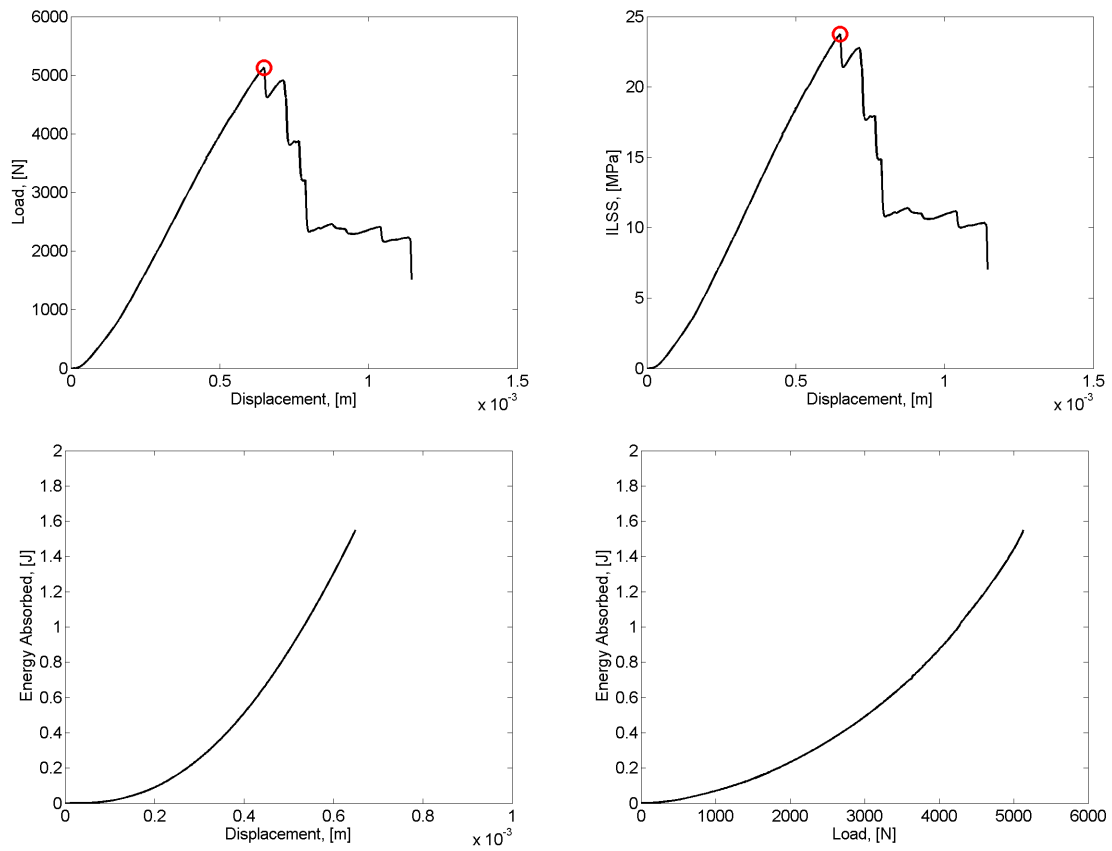 6000
5000
4000
3000
2000
1000
0
Load, [N]
0 0.5 1 1.5
Displacement, [m]
x 10^-3
25
20
15
10
5
0
ILSS, [MPa]
0 0.5 1 1.5
Displacement, [m]
x 10^-3
2
1.8
1.6
1.4
1.2
1
0.8
0.6
0.4
0.2
0
Energy Absorbed, [J]
0 0.2 0.4 0.6 0.8 1
Displacement, [m]
x 10^-3
2
1.8
1.6
1.4
1.2
1
0.8
0.6
0.4
0.2
0
Energy Absorbed, [J]
0 1000 2000 3000 4000 5000 6000
Load, [N]